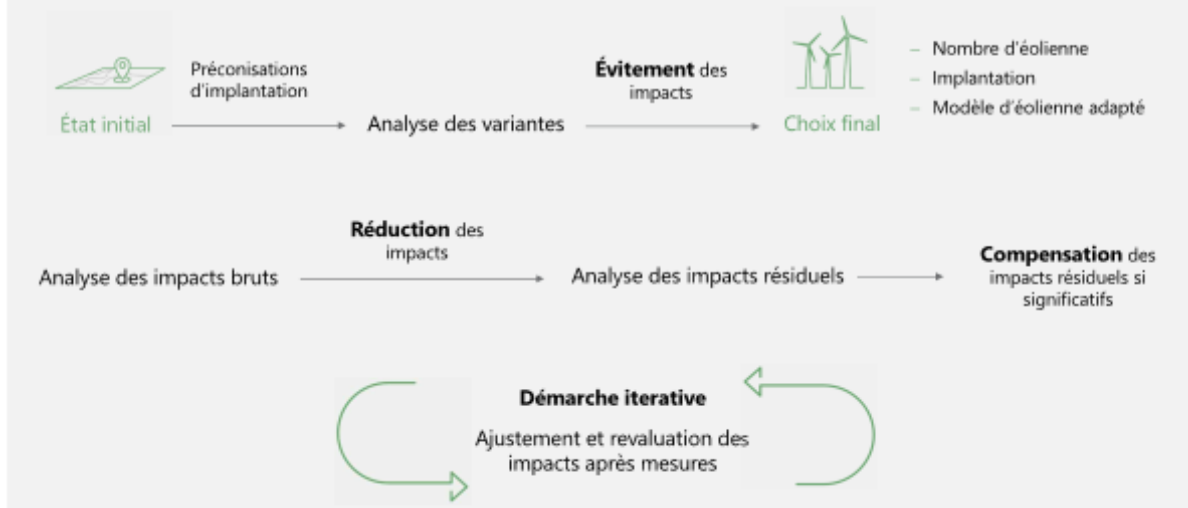 Préconisations
d'implantation
État initial
Analyse des variantes
Évitement des
impacts
Choix final
– Nombre d'éolienne
– Implantation
– Modèle d'éolienne adapté
Analyse des impacts bruts
Réduction des
impacts
Analyse des impacts résiduels
Compensation des
impacts résiduels si
significatifs
Démarche iterative
Ajustement et revaluation des
impacts après mesures